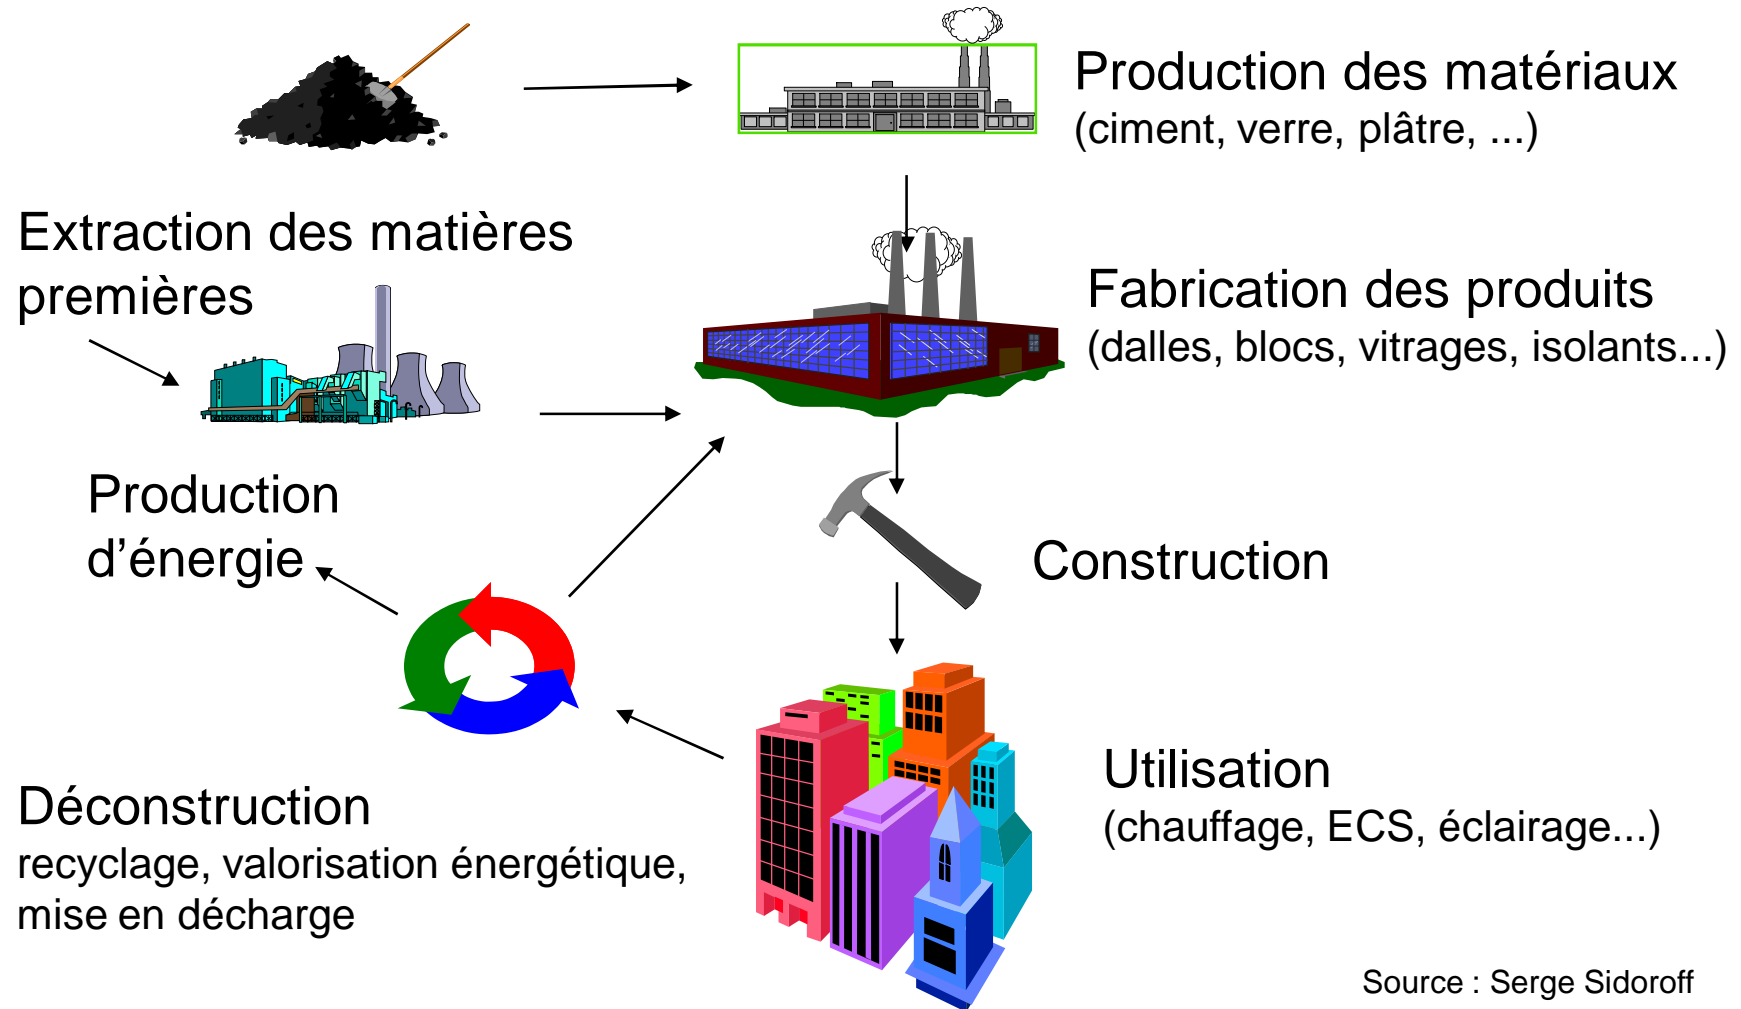 Production des matériaux
(ciment, verre, plâtre, ...)
Extraction des matières
premières
Fabrication des produits
(dalles, blocs, vitrages, isolants...)
Production
d’énergie
Construction
Utilisation
(chauffage, ECS, éclairage...)
Déconstruction
recyclage, valorisation énergétique,
mise en décharge
Source : Serge Sidoroff